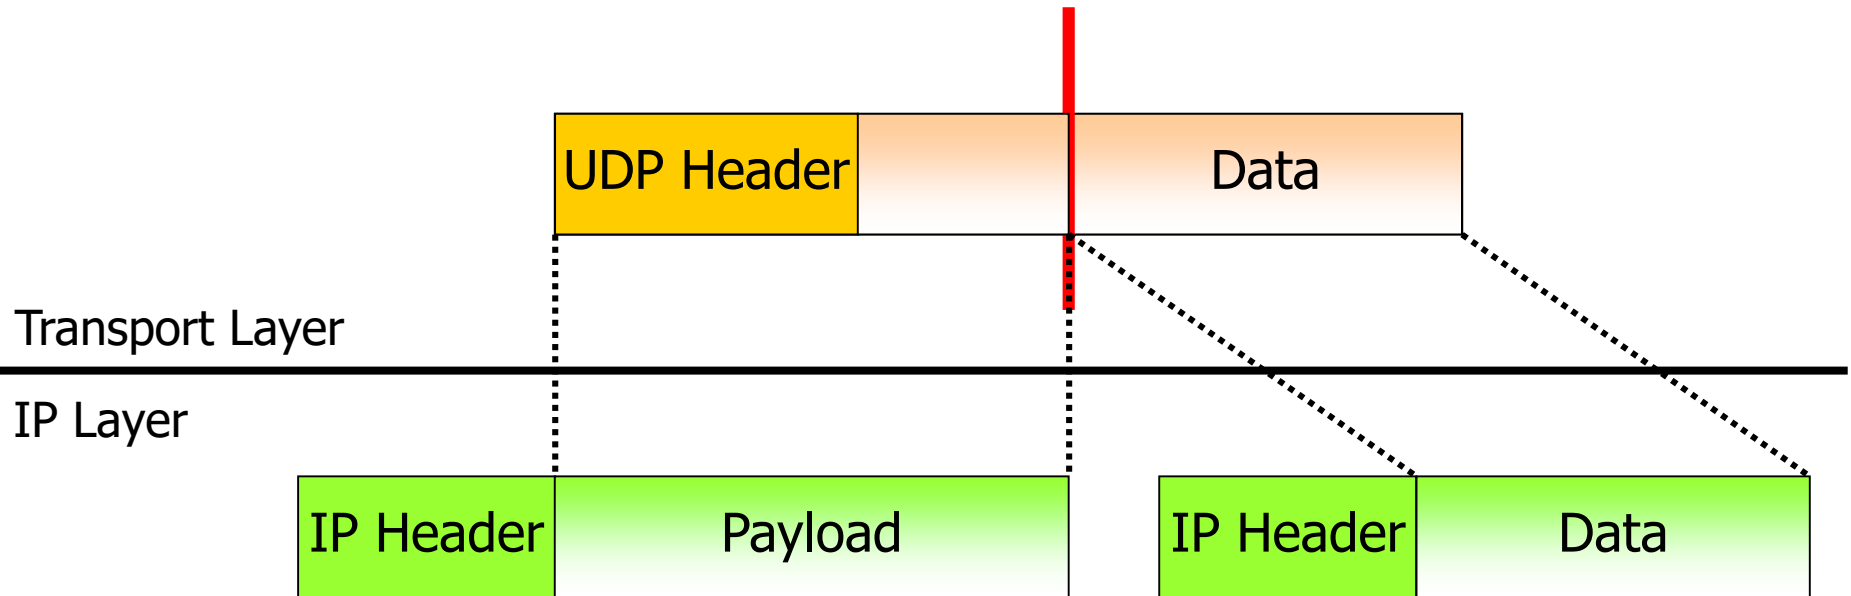 UDP Header
Data
Transport Layer
IP Layer
IP Header
Payload
IP Header
Data